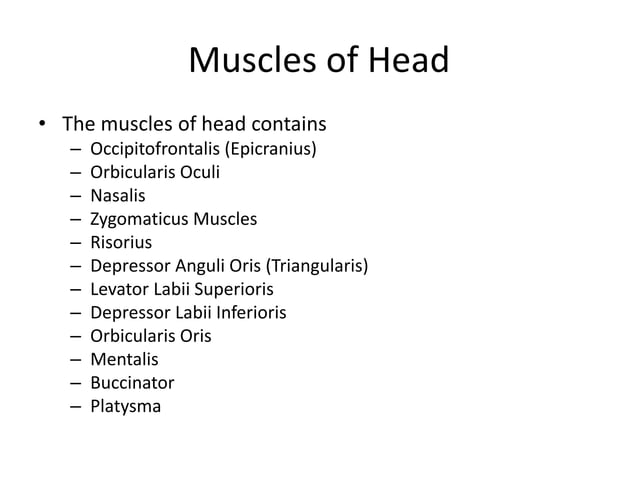 Muscles of Head
• The muscles of head contains
– Occipitofrontalis (Epicranius)
– Orbicularis Oculi
– Nasalis
– Zygomaticus Muscles
– Risorius
– Depressor Anguli Oris (Triangularis)
– Levator Labii Superioris
– Depressor Labii Inferioris
– Orbicularis Oris
– Mentalis
– Buccinator
– Platysma